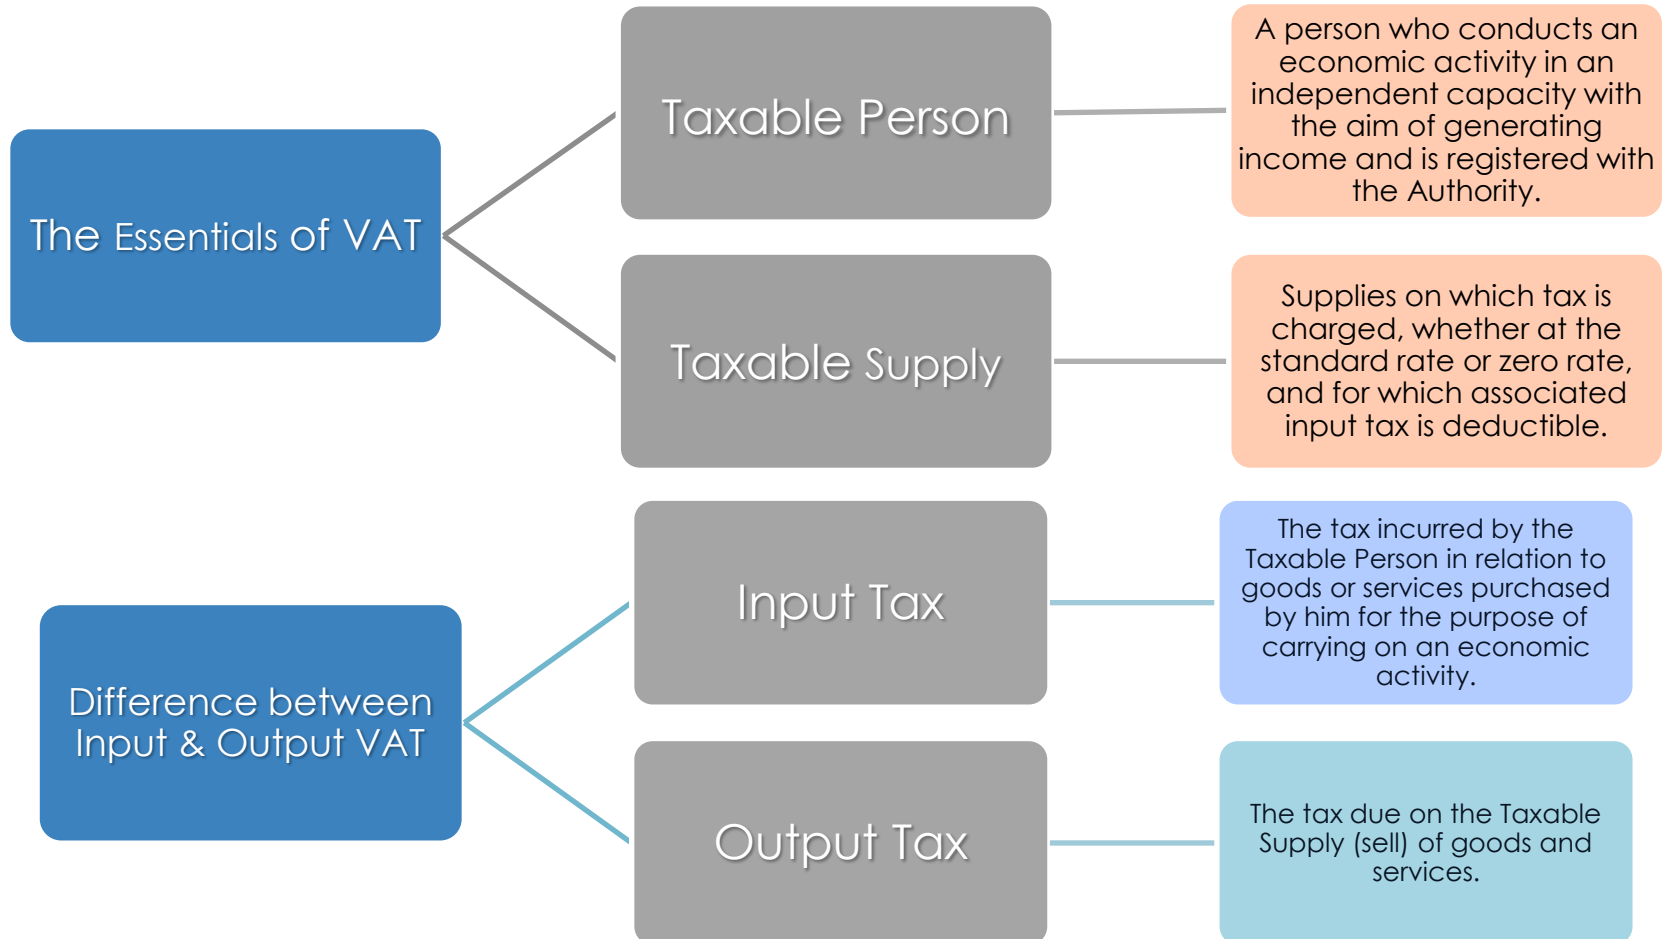 The Essentials of VAT
Taxable Person
A person who conducts an
economic activity in an
independent capacity with
the aim of generating
income and is registered with
the Authority.
Taxable Supply
Supplies on which tax is
charged, whether at the
standard rate or zero rate,
and for which associated
input tax is deductible.
Difference between
Input & Output VAT
Input Tax
The tax incurred by the
Taxable Person in relation to
goods or services purchased
by him for the purpose of
carrying on an economic
activity.
Output Tax
The tax due on the Taxable
Supply (sell) of goods and
services.